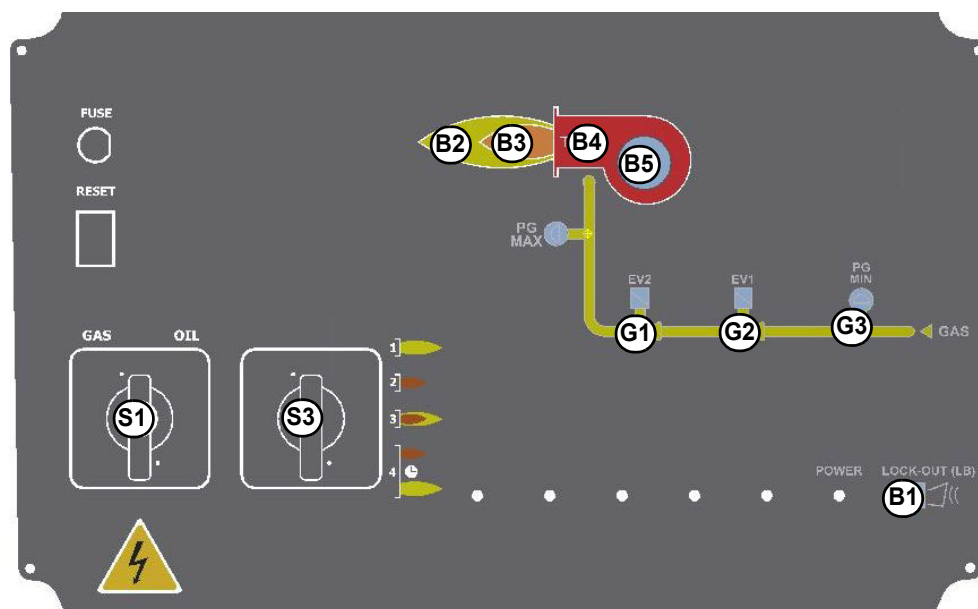 FUSE
B2
B3
B4
B5
RESET
PG
MAX
EV2
EV1
PG
MIN
G1
G2
G3
GAS
GAS
OIL
1
2
S1
S3
3
4
POWER
LOCK-OUT (LB)
B1